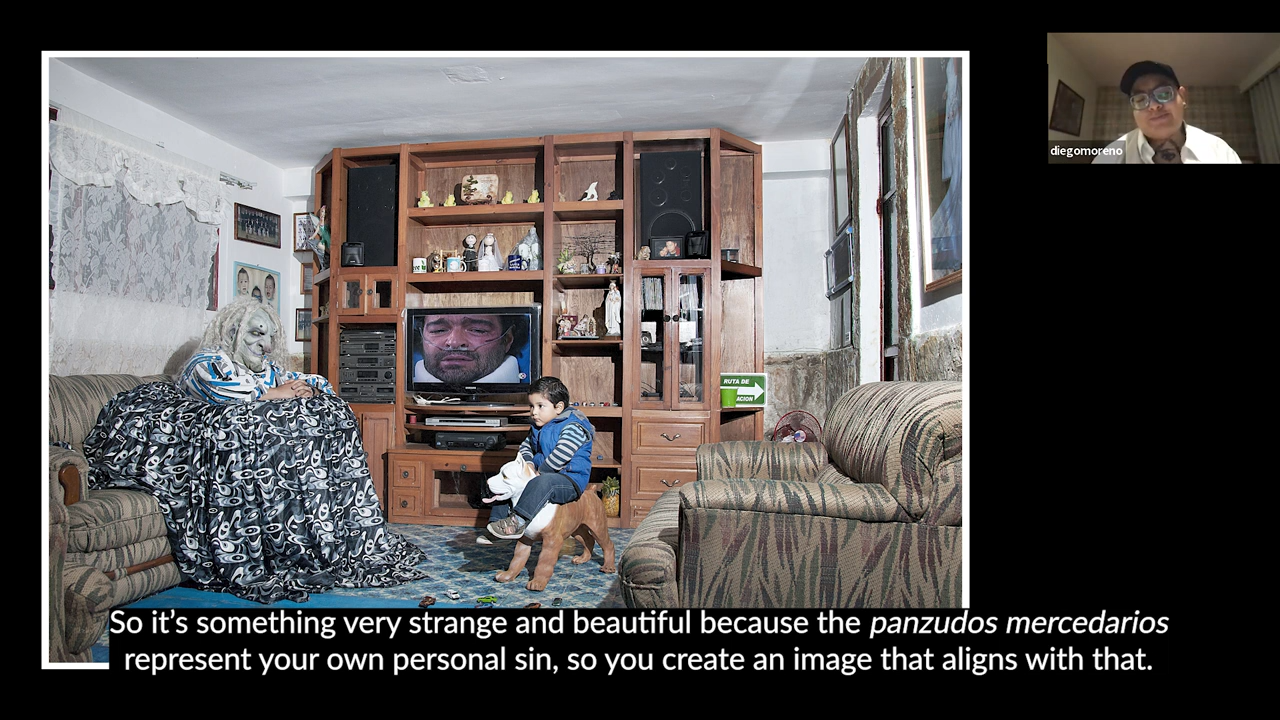 diegomoreno
RUTA DE
ACION
So it's something very strange and beautiful because the panzudos mercedarios
represent your own personal sin, so you create an image that aligns with that.